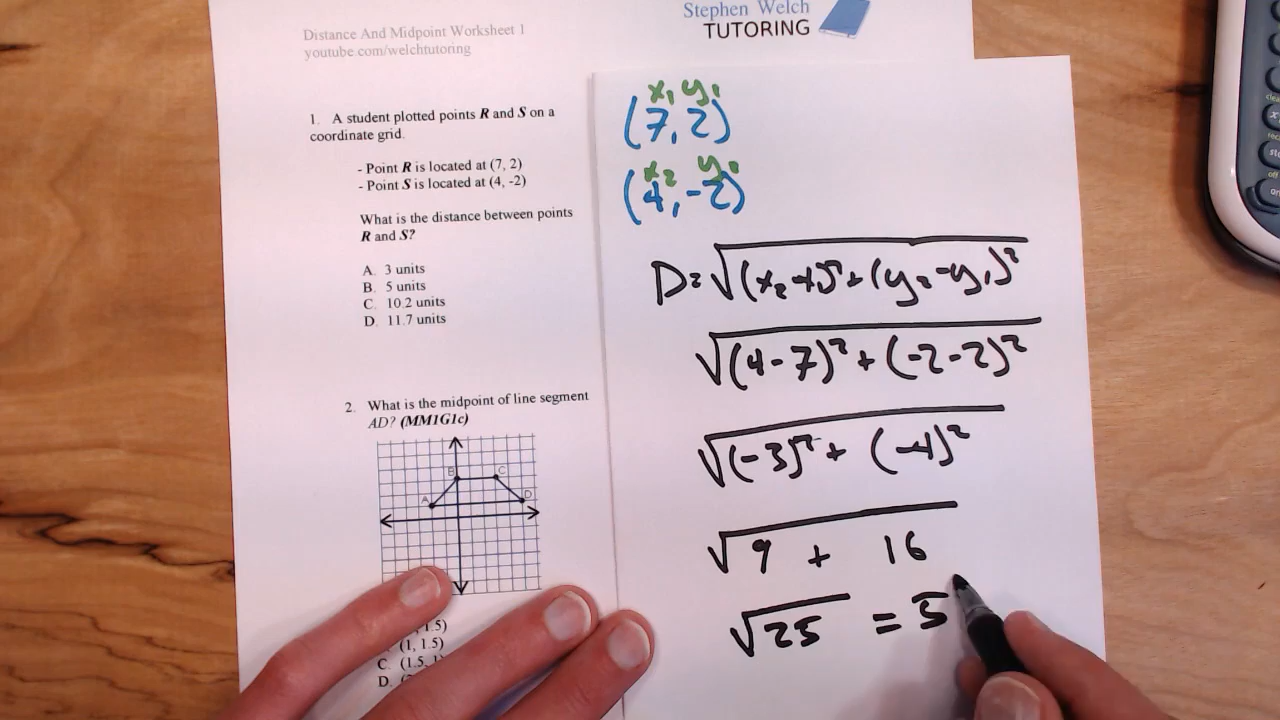 Distance And Midpoint Worksheet 1
youtube.com/welchtutoring
Stephen Welch
TUTORING
1. A student plotted points R and S on a
coordinate grid.
- Point R is located at (7, 2)
- Point S is located at (4, -2)
What is the distance between points
R and S?
A. 3 units
B. 5 units
C. 10.2 units
D. 11.7 units
2. What is the midpoint of line segment
AD? (MM1G1c)
B C
A D
(1, 1.5)
C. (1.5, 
D.
x₁ y₁
(7, 2)
x₂ y₂
(4, -2)
D = √(x₂-x)² + (y₂-y₁)²
√(4-7)² + (-2-2)²
√(-3)² + (-4)²
√9 + 16
√25 = 5